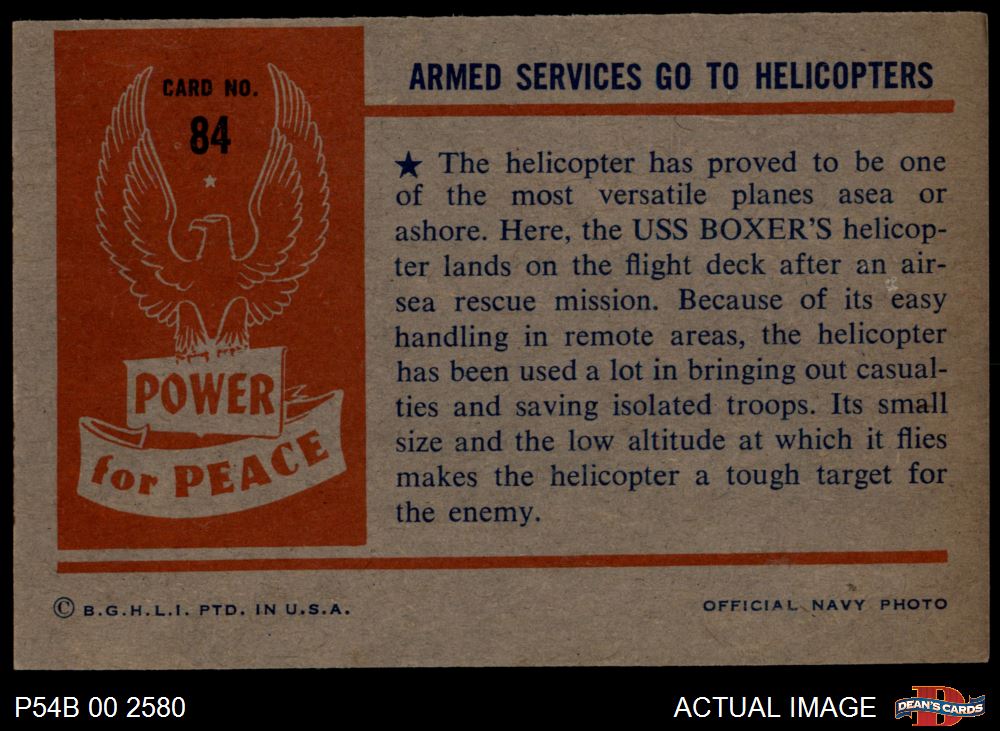 CARD NO.
84
POWER
for PEACE
ARMED SERVICES GO TO HELICOPTERS
★ The helicopter has proved to be one
of the most versatile planes asea or
ashore. Here, the USS BOXER'S helicop-
ter lands on the flight deck after an air-
sea rescue mission. Because of its easy
handling in remote areas, the helicopter
has been used a lot in bringing out casual-
ties and saving isolated troops. Its small
size and the low altitude at which it flies
makes the helicopter a tough target for
the enemy.
© B.G.H.L.I. PTD. IN U.S.A.
OFFICIAL NAVY PHOTO
P54B 00 2580
ACTUAL IMAGE
D
DEAN'S CARDS